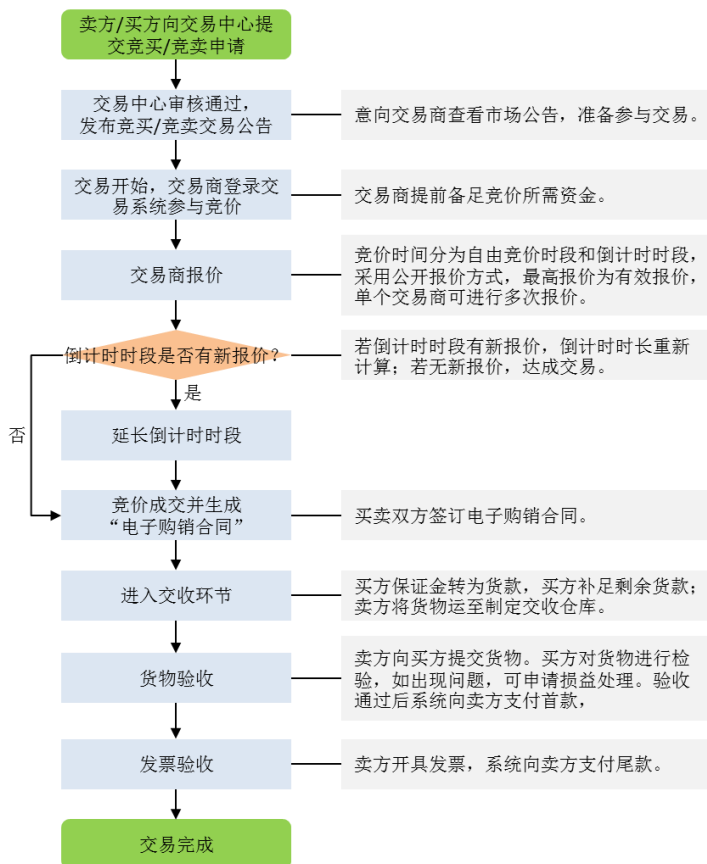 卖方/买方向交易中心提
交竞买/竞卖申请
交易中心审核通过，
发布竞买/竞卖交易公告
意向交易商查看市场公告，准备参与交易。
交易开始，交易商登录交
易系统参与竞价
交易商提前备足竞价所需资金。
交易商报价
竞价时间分为自由竞价时段和倒计时时段，
采用公开报价方式，最高报价为有效报价，
单个交易商可进行多次报价。
倒计时时段是否有新报价？
若倒计时时段有新报价，倒计时时长重新
计算；若无新报价，达成交易。
是
否
延长倒计时时段
竞价成交并生成
“电子购销合同”
买卖双方签订电子购销合同。
进入交收环节
买方保证金转为货款，买方补足剩余货款；
卖方将货物运至制定交收仓库。
货物验收
卖方向买方提交货物。买方对货物进行检
验，如出现问题，可申请损益处理。验收
通过后系统向卖方支付首款，
发票验收
卖方开具发票，系统向卖方支付尾款。
交易完成